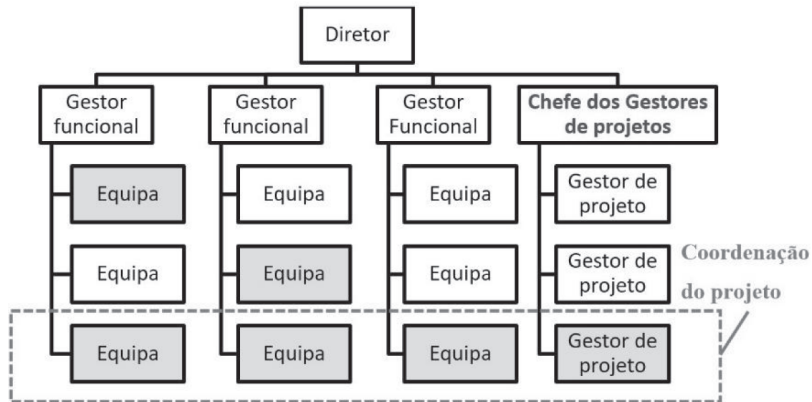 Diretor
Gestor
funcional
Gestor
funcional
Gestor
Funcional
Chefe dos Gestores
de projetos
Equipa
Equipa
Equipa
Gestor de
projeto
Equipa
Equipa
Equipa
Gestor de
projeto
Coordenação
do projeto
Equipa
Equipa
Equipa
Gestor de
projeto